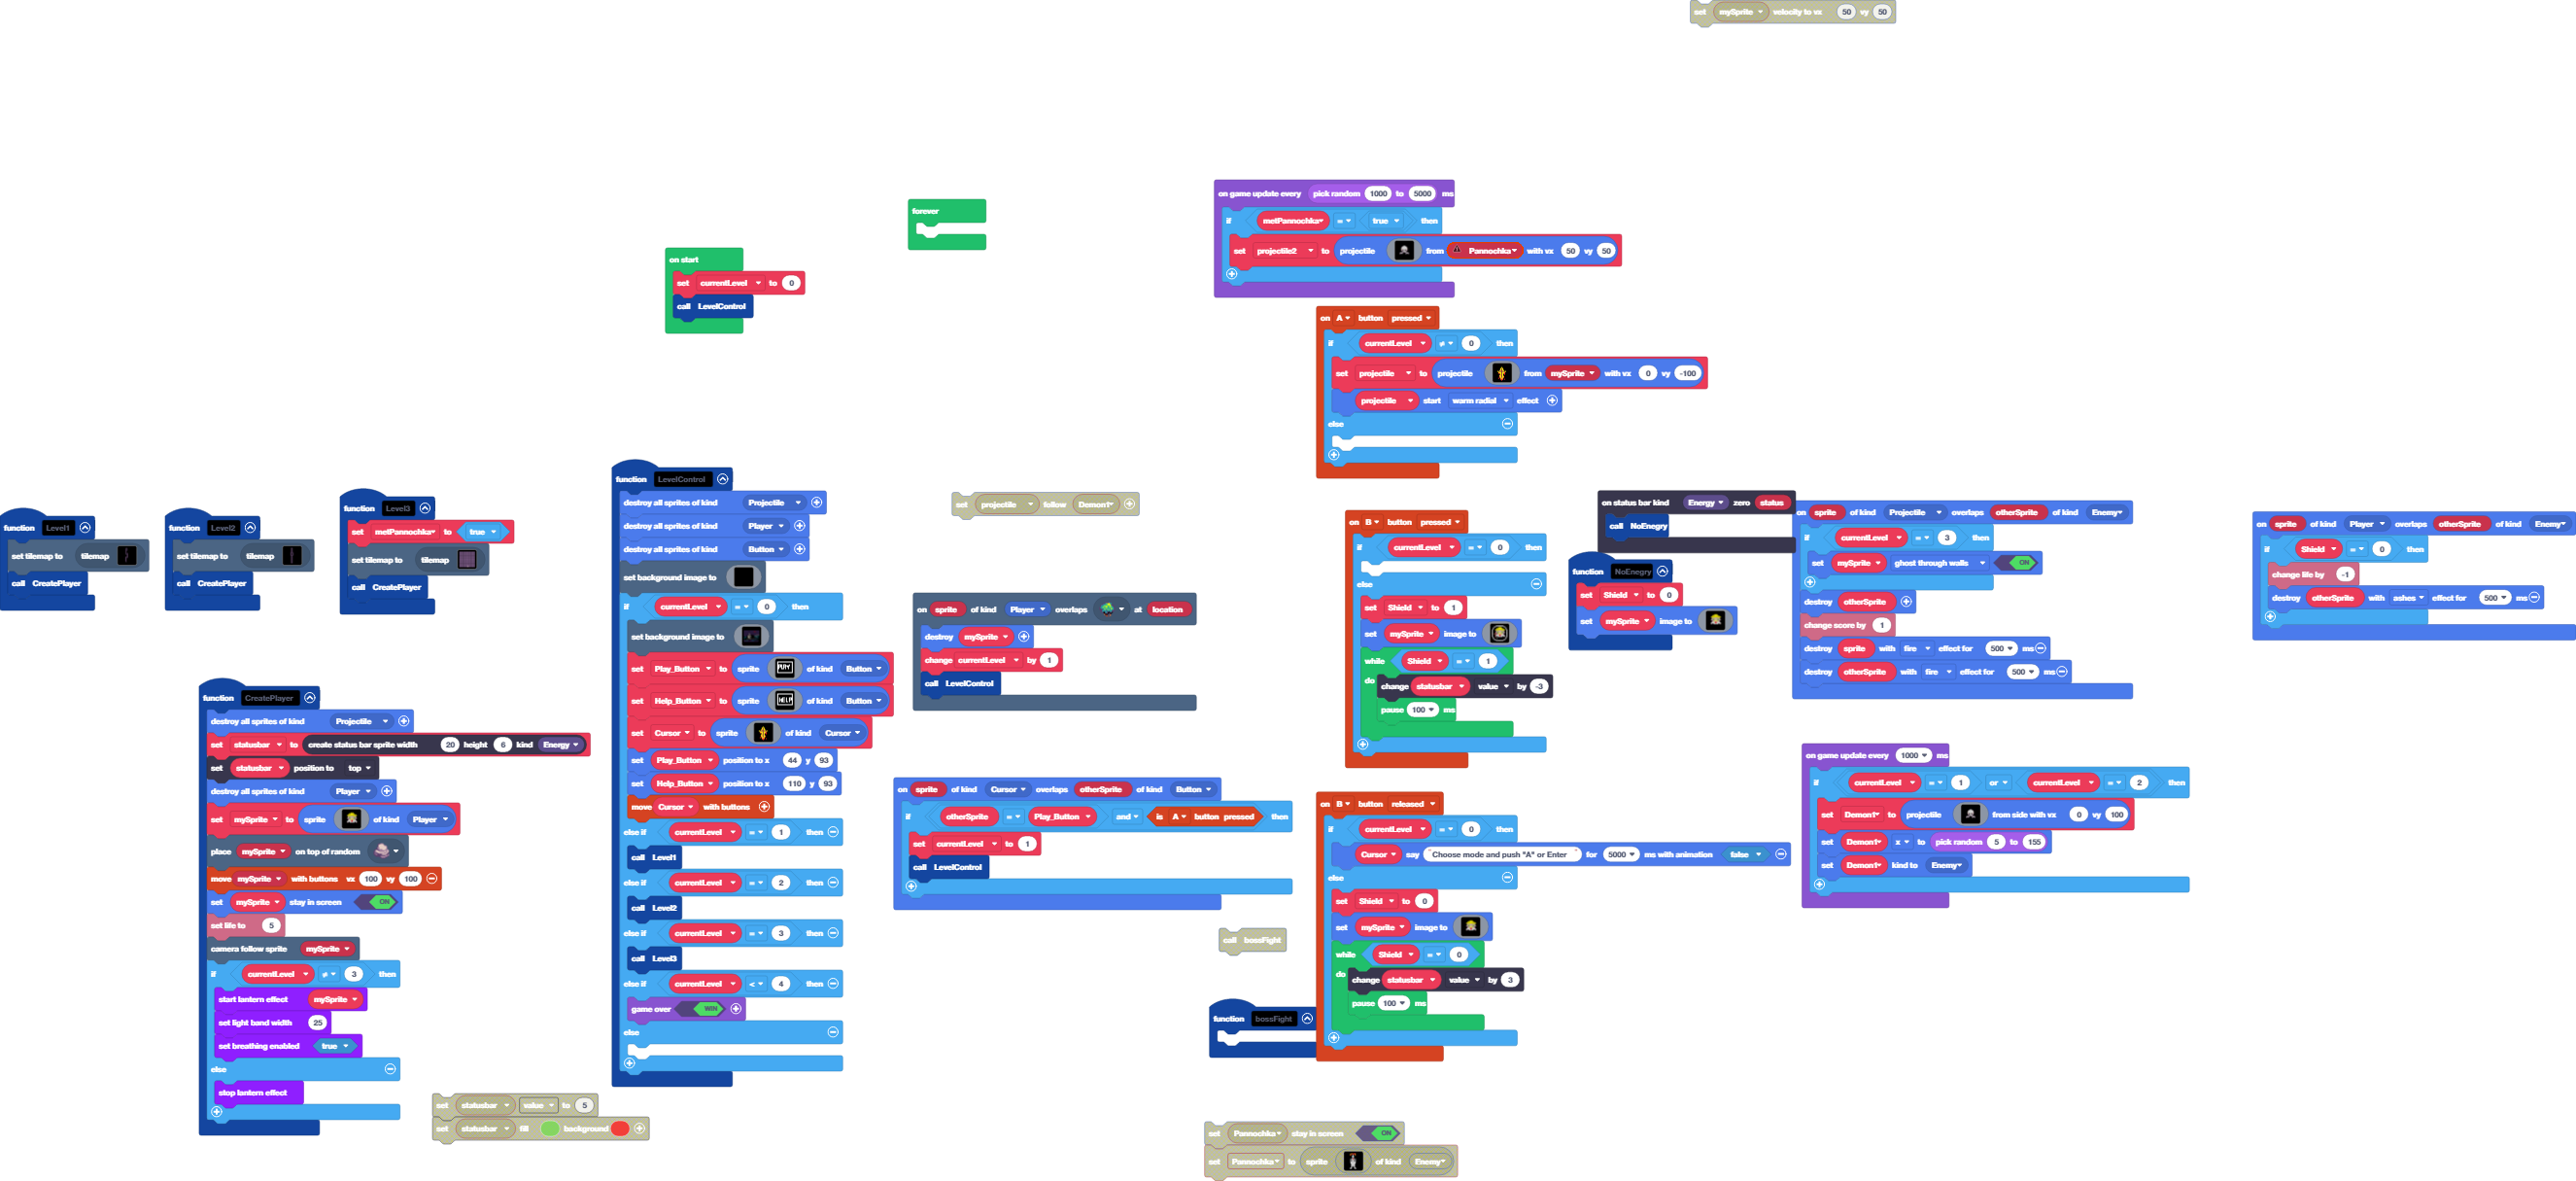 set mySprite velocity to vx 50 vy 50
forever
on start
set currentLevel to 0
call LevelControl
on game update every pick random 1000 to 5000 ms
if metPannochka = true then
set projectile2 to projectile from Pannochka with vx 50 vy 50
on A button pressed
if currentLevel ≠ 0 then
set projectile to projectile from mySprite with vx 0 vy -100
projectile start warm radial effect
else
function Level1
set tilemap to tilemap
call CreatePlayer
function Level2
set tilemap to tilemap
call CreatePlayer
function Level3
set metPannochka to true
set tilemap to tilemap
call CreatePlayer
function LevelControl
destroy all sprites of kind Projectile
destroy all sprites of kind Player
destroy all sprites of kind Button
set background image to
if currentLevel = 0 then
set background image to
set Play_Button to sprite PLAY of kind Button
set Help_Button to sprite HELP of kind Button
set Cursor to sprite of kind Cursor
set Play_Button position to x 44 y 93
set Help_Button position to x 110 y 93
move Cursor with buttons
else if currentLevel = 1 then
call Level1
else if currentLevel = 2 then
call Level2
else if currentLevel = 3 then
call Level3
else if currentLevel < 4 then
game over WIN
else
set projectile follow Demon1
on sprite of kind Player overlaps at location
destroy mySprite
change currentLevel by 1
call LevelControl
on sprite of kind Cursor overlaps otherSprite of kind Button
if otherSprite = Play_Button and is A button pressed then
set currentLevel to 1
call LevelControl
on B button pressed
if currentLevel = 0 then
else
set Shield to 1
set mySprite image to
while Shield = 1
do change statusbar value by -3
pause 100 ms
on status bar kind Energy zero status
call NoEnegry
function NoEnegry
set Shield to 0
set mySprite image to
on sprite of kind Projectile overlaps otherSprite of kind Enemy
if currentLevel = 3 then
set mySprite ghost through walls ON
destroy otherSprite
change score by 1
destroy sprite with fire effect for 500 ms
destroy otherSprite with fire effect for 500 ms
on sprite of kind Player overlaps otherSprite of kind Enemy
if Shield = 0 then
change life by -1
destroy otherSprite with ashes effect for 500 ms
function CreatePlayer
destroy all sprites of kind Projectile
set statusbar to create status bar sprite width 20 height 6 kind Energy
set statusbar position to top
destroy all sprites of kind Player
set mySprite to sprite of kind Player
place mySprite on top of random
move mySprite with buttons vx 100 vy 100
set mySprite stay in screen ON
set life to 5
camera follow sprite mySprite
if currentLevel ≠ 3 then
start lantern effect mySprite
set light band width 25
set breathing enabled true
else
stop lantern effect
set statusbar value to 5
set statusbar fill background
on B button released
if currentLevel = 0 then
Cursor say "Choose mode and push "A" or Enter" for 5000 ms with animation false
else
set Shield to 0
set mySprite image to
while Shield = 0
do change statusbar value by 3
pause 100 ms
on game update every 1000 ms
if currentLevel = 1 or currentLevel = 2 then
set Demon1 to projectile from side with vx 0 vy 100
set Demon1 x to pick random 5 to 155
set Demon1 kind to Enemy
call bossFight
function bossFight
set Pannochka stay in screen ON
set Pannochka to sprite of kind Enemy